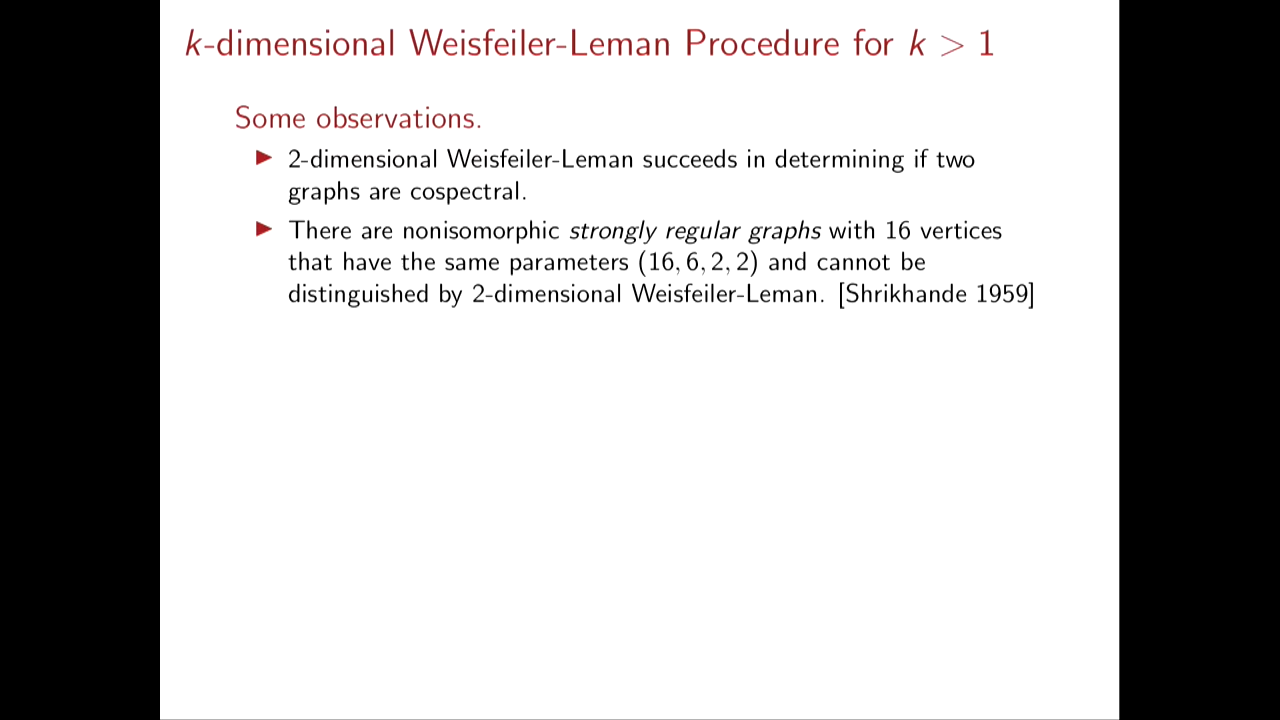 k-dimensional Weisfeiler-Leman Procedure for k > 1
Some observations.
▶ 2-dimensional Weisfeiler-Leman succeeds in determining if two
graphs are cospectral.
▶ There are nonisomorphic strongly regular graphs with 16 vertices
that have the same parameters (16, 6, 2, 2) and cannot be
distinguished by 2-dimensional Weisfeiler-Leman. [Shrikhande 1959]